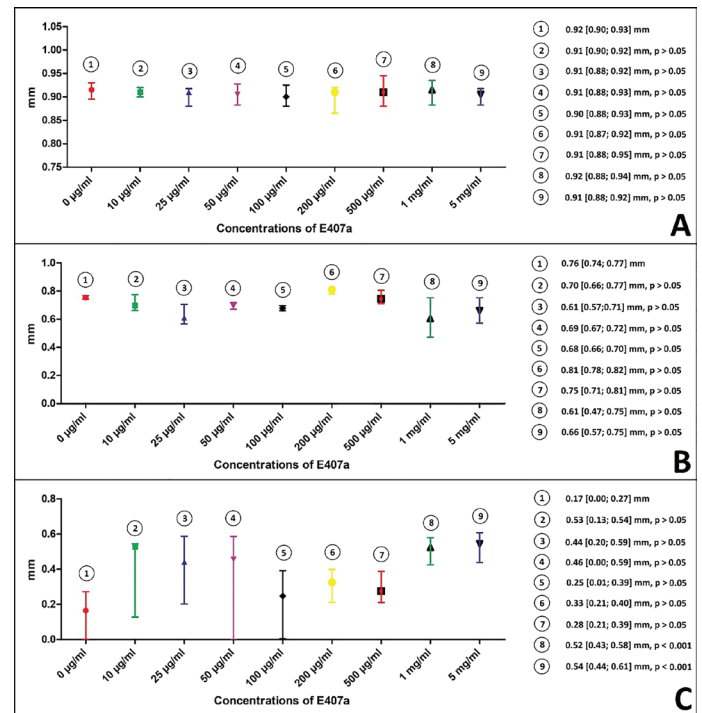 1.05
1.00
0.95
0.90
0.85
0.80
0.75
mm
1 2 3 4 5 6 7 8 9
0 µg/ml 10 µg/ml 25 µg/ml 50 µg/ml 100 µg/ml 200 µg/ml 500 µg/ml 1 mg/ml 5 mg/ml
Concentrations of E407a
1 0.92 [0.90; 0.93] mm
2 0.91 [0.90; 0.92] mm, p > 0.05
3 0.91 [0.88; 0.92] mm, p > 0.05
4 0.91 [0.88; 0.93] mm, p > 0.05
5 0.90 [0.88; 0.93] mm, p > 0.05
6 0.91 [0.87; 0.92] mm, p > 0.05
7 0.91 [0.88; 0.95] mm, p > 0.05
8 0.92 [0.88; 0.94] mm, p > 0.05
9 0.91 [0.88; 0.92] mm, p > 0.05
A
1.0
0.8
0.6
0.4
0.2
0.0
mm
1 2 3 4 5 6 7 8 9
0 µg/ml 10 µg/ml 25 µg/ml 50 µg/ml 100 µg/ml 200 µg/ml 500 µg/ml 1 mg/ml 5 mg/ml
Concentrations of E407a
1 0.76 [0.74; 0.77] mm
2 0.70 [0.66; 0.77] mm, p > 0.05
3 0.61 [0.57;0.71] mm, p > 0.05
4 0.69 [0.67; 0.72] mm, p > 0.05
5 0.68 [0.66; 0.70] mm, p > 0.05
6 0.81 [0.78; 0.82] mm, p > 0.05
7 0.75 [0.71; 0.81] mm, p > 0.05
8 0.61 [0.47; 0.75] mm, p > 0.05
9 0.66 [0.57; 0.75] mm, p > 0.05
B
0.8
0.6
0.4
0.2
0.0
mm
1 2 3 4 5 6 7 8 9
0 µg/ml 10 µg/ml 25 µg/ml 50 µg/ml 100 µg/ml 200 µg/ml 500 µg/ml 1 mg/ml 5 mg/ml
Concentrations of E407a
1 0.17 [0.00; 0.27] mm
2 0.53 [0.13; 0.54] mm, p > 0.05
3 0.44 [0.20; 0.59] mm, p > 0.05
4 0.46 [0.00; 0.59] mm, p > 0.05
5 0.25 [0.01; 0.39] mm, p > 0.05
6 0.33 [0.21; 0.40] mm, p > 0.05
7 0.28 [0.21; 0.39] mm, p > 0.05
8 0.52 [0.43; 0.58] mm, p < 0.001
9 0.54 [0.44; 0.61] mm, p < 0.001
C